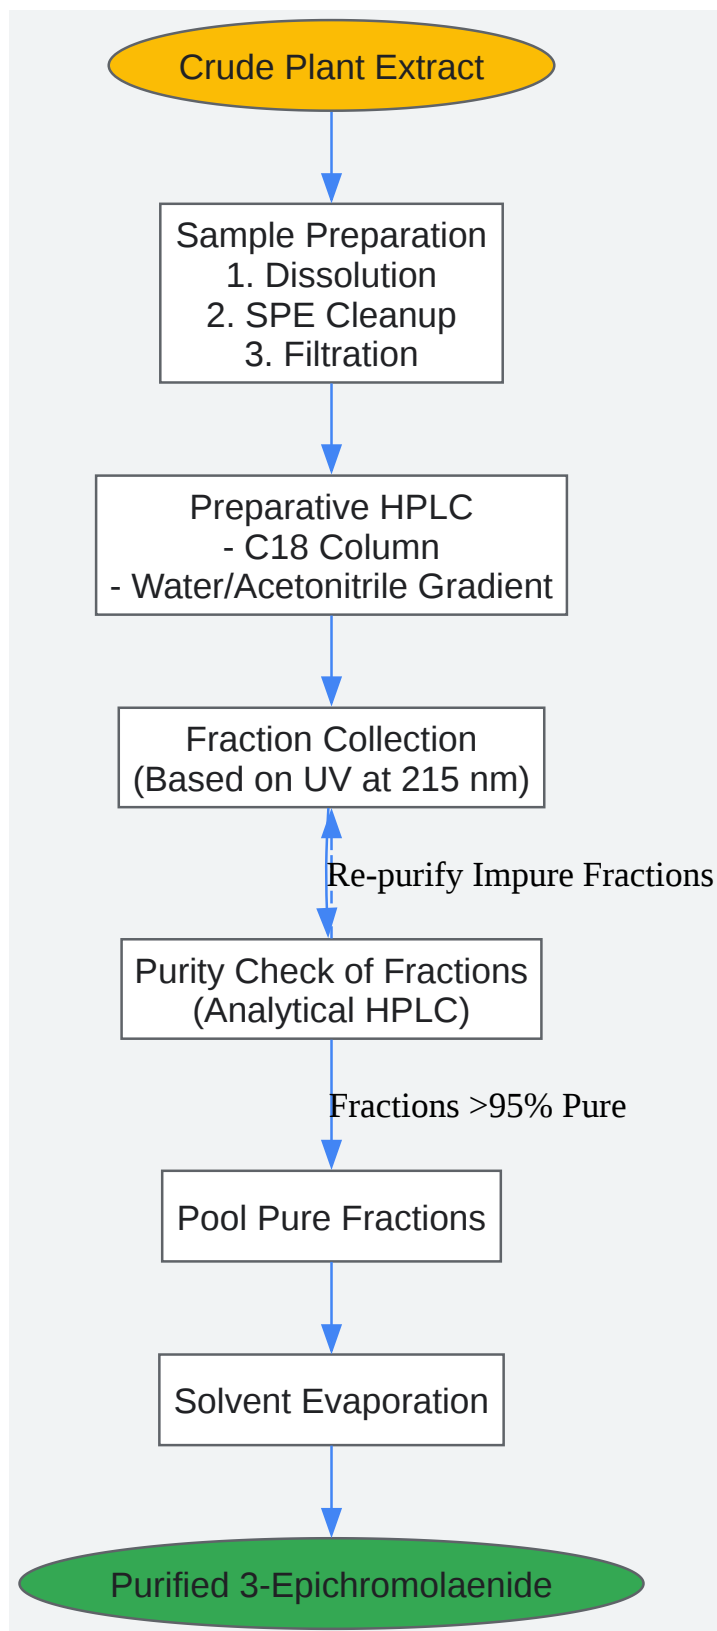 Crude Plant Extract
Sample Preparation
1. Dissolution
2. SPE Cleanup
3. Filtration
Preparative HPLC
- C18 Column
- Water/Acetonitrile Gradient
Fraction Collection
(Based on UV at 215 nm)
Re-purify Impure Fractions
Purity Check of Fractions
(Analytical HPLC)
Fractions >95% Pure
Pool Pure Fractions
Solvent Evaporation
Purified 3-Epichromolaenide